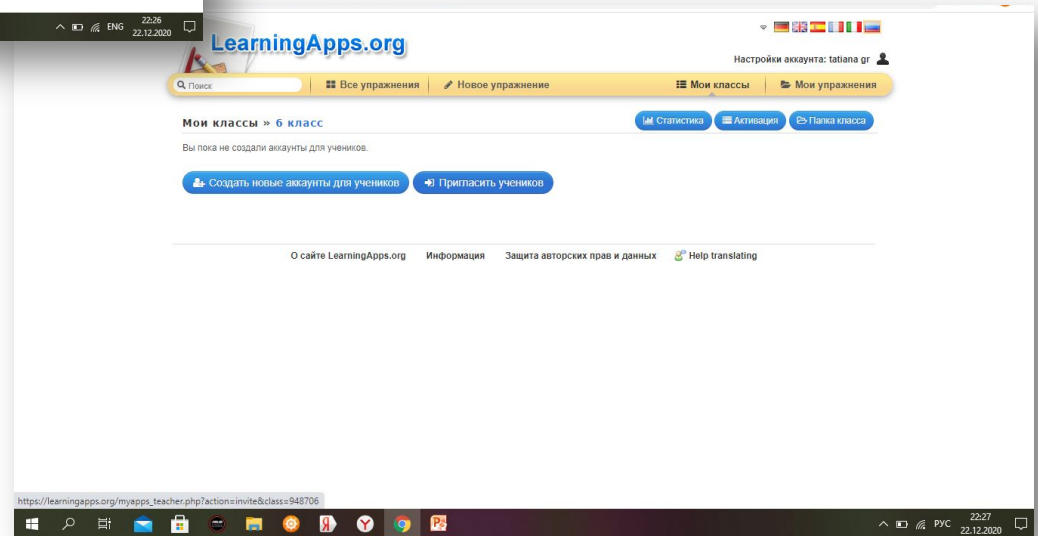 ENG
22:26
22.12.2020
LearningApps.org
Настройки аккаунта: tatiana gr
Поиск
Все упражнения
Новое упражнение
Мои классы
Мои упражнения
Мои классы » 6 класс
Статистика
Активация
Папка класса
Вы пока не создали аккаунты для учеников.
Создать новые аккаунты для учеников
Пригласить учеников
О сайте LearningApps.org
Информация
Защита авторских прав и данных
Help translating
https://learningapps.org/myapps_teacher.php?action=invite&class=948706
РУС
22:27
22.12.2020